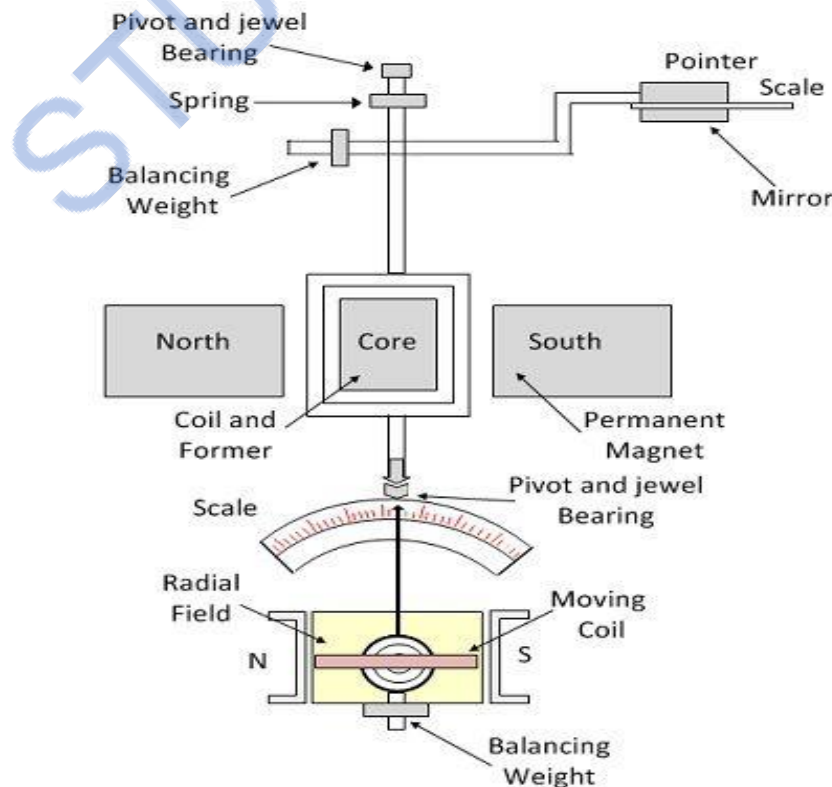 STU
Pivot and jewel
Bearing
Pointer
Scale
Spring
Balancing
Weight
Mirror
North
Core
South
Coil and
Former
Permanent
Magnet
Pivot and jewel
Bearing
Scale
Radial
Field
Moving
Coil
N
S
Balancing
Weight